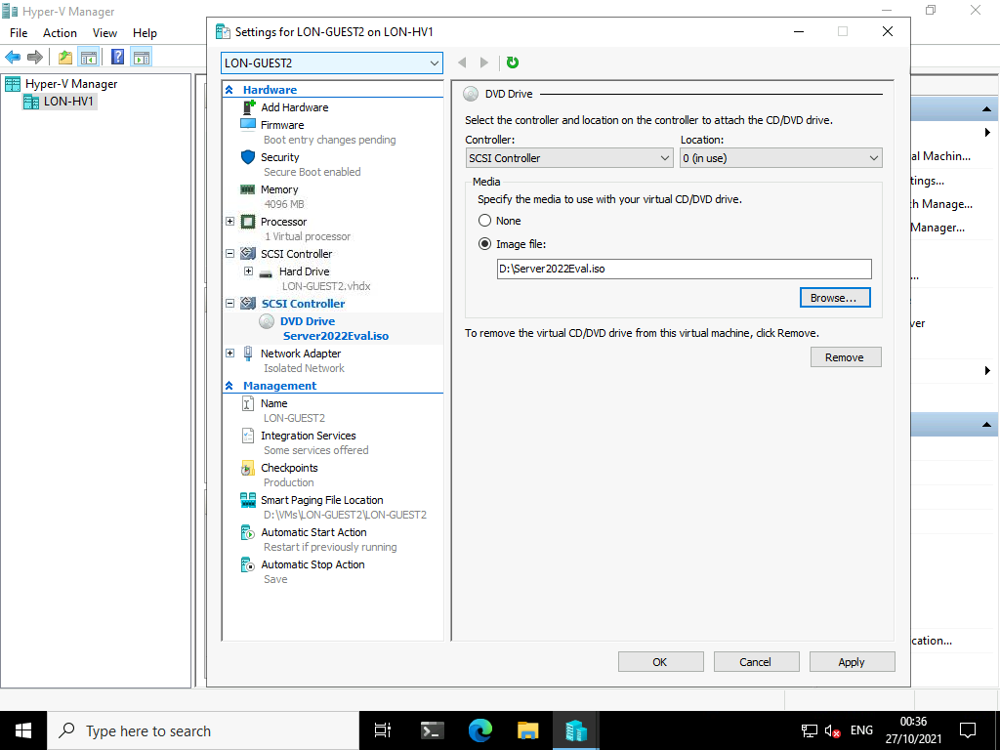 Hyper-V Manager
File Action View Help
Hyper-V Manager
LON-HV1
Settings for LON-GUEST2 on LON-HV1
LON-GUEST2
Hardware
Add Hardware
Firmware
Boot entry changes pending
Security
Secure Boot enabled
Memory
4096 MB
Processor
1 Virtual processor
SCSI Controller
Hard Drive
LON-GUEST2.vhdx
SCSI Controller
DVD Drive
Server2022Eval.iso
Network Adapter
Isolated Network
Management
Name
LON-GUEST2
Integration Services
Some services offered
Checkpoints
Production
Smart Paging File Location
D:\VMs\LON-GUEST2\LON-GUEST2
Automatic Start Action
Restart if previously running
Automatic Stop Action
Save
DVD Drive
Select the controller and location on the controller to attach the CD/DVD drive.
Controller: Location:
SCSI Controller 0 (in use)
Media
Specify the media to use with your virtual CD/DVD drive.
None
Image file:
D:\Server2022Eval.iso
Browse...
To remove the virtual CD/DVD drive from this virtual machine, click Remove.
Remove
OK Cancel Apply
al Machin...
tings...
h Manage...
Manager...
...
ver
cation...
Type here to search
ENG
00:36
27/10/2021